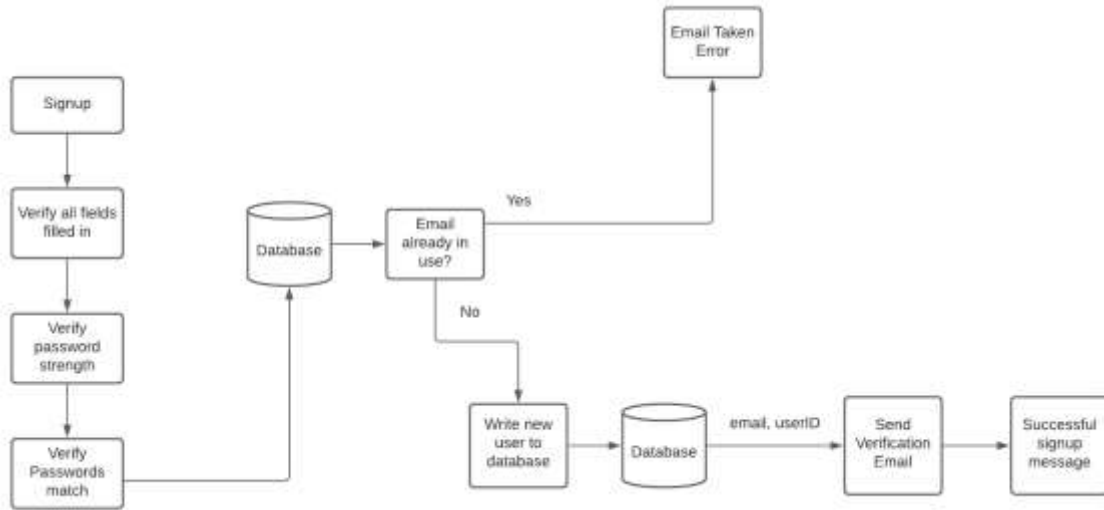 Signup
Verify all fields
filled in
Verify
password
strength
Verify
Passwords
match
Database
Email
already in
use?
Yes
Email Taken
Error
No
Write new
user to
database
Database
email, userID
Send
Verification
Email
Successful
signup
message